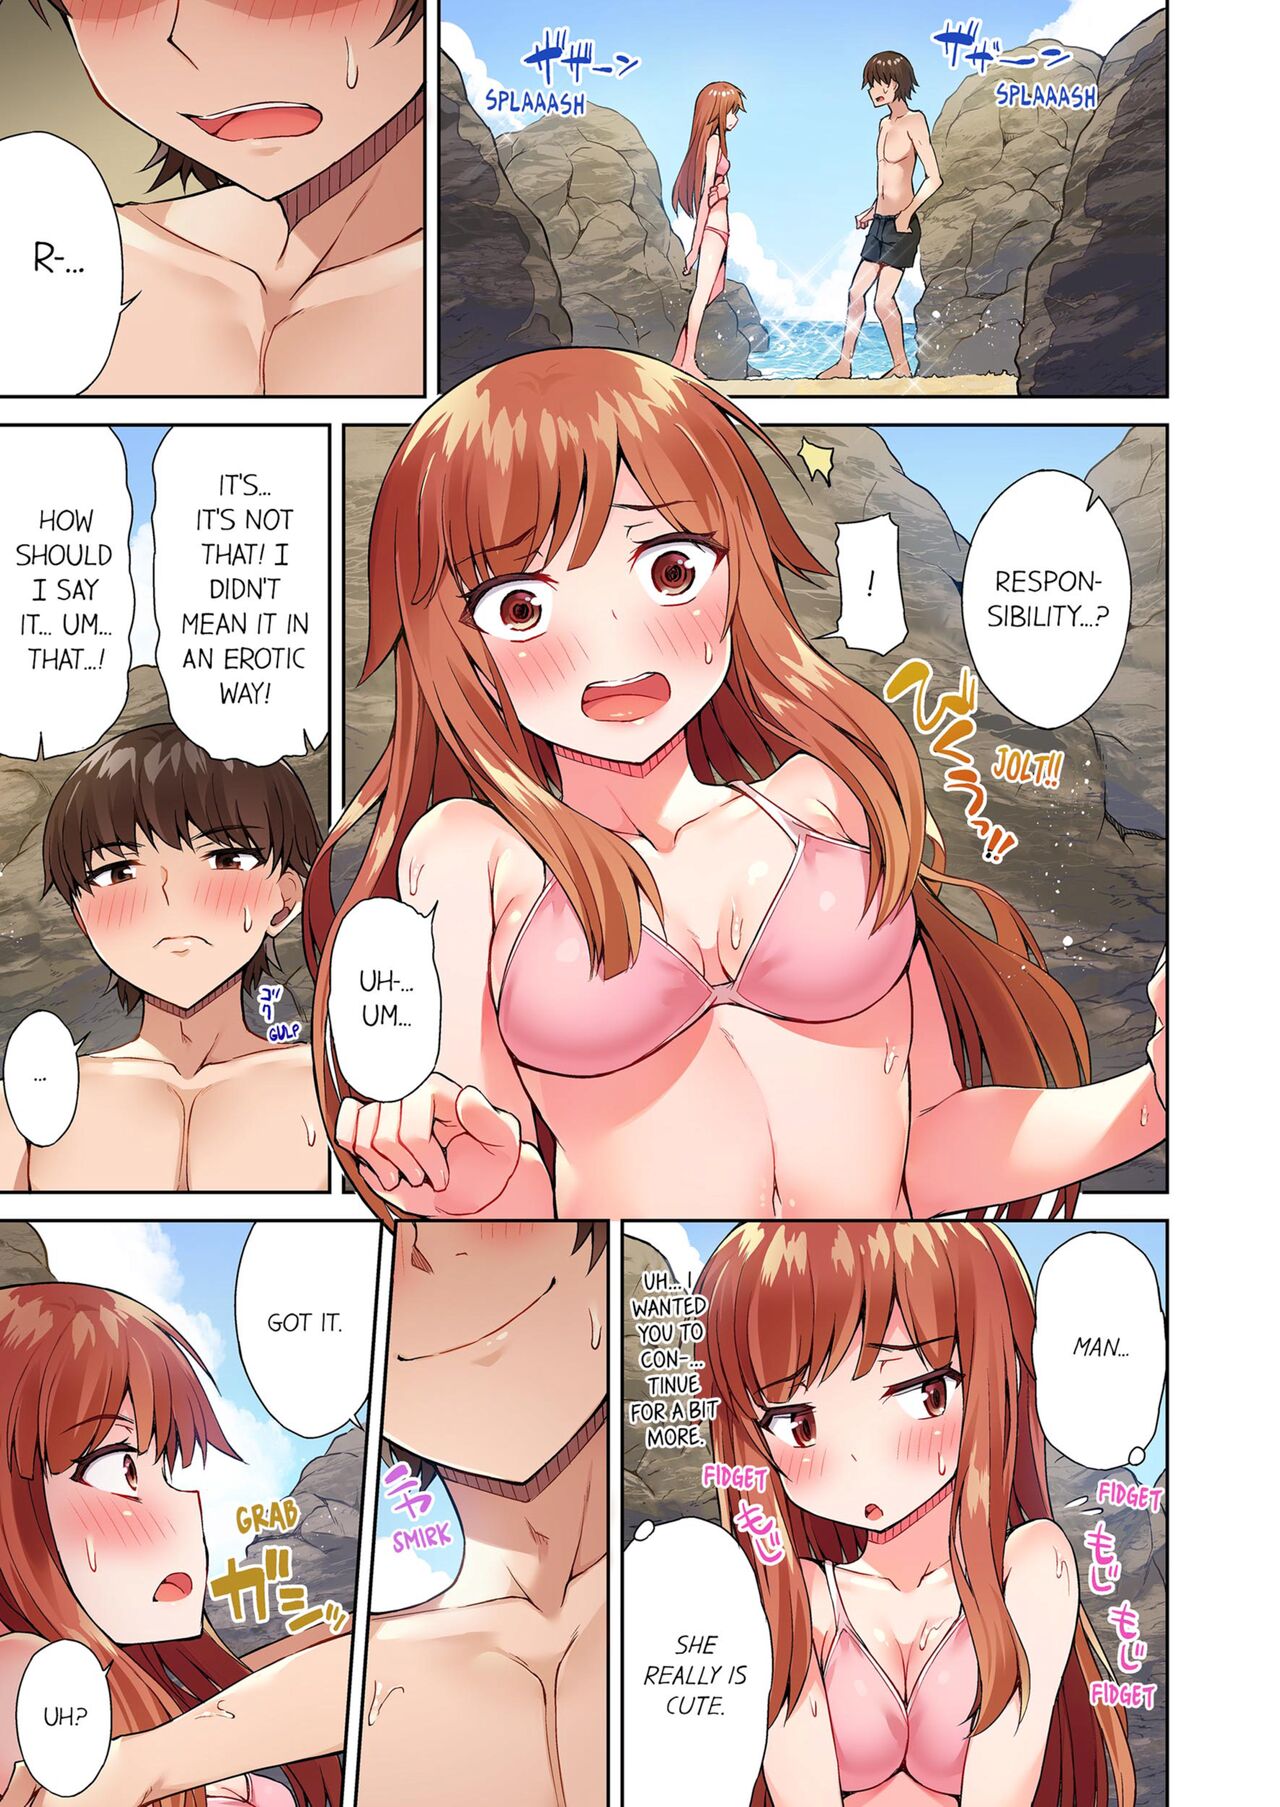 ザザーン
SPLAAASH
ザザーン
SPLAAASH
R-...
RESPON-
SIBILITY...?
!
びくうっ!!
JOLT!!
UH-...
UM...
IT'S...
IT'S NOT
THAT! I
DIDN'T
MEAN IT IN
AN EROTIC
WAY!
HOW
SHOULD
I SAY
IT... UM...
THAT...!
ゴク
GULP
...
MAN...
UH... I
WANTED
YOU TO
CON-...
TINUE
FOR A BIT
MORE.
FIDGET
もじ
FIDGET
もじ
もじ
FIDGET
SHE
REALLY IS
CUTE.
ニヤ
SMIRK
GOT IT.
GRAB
ガシーッ
UH?